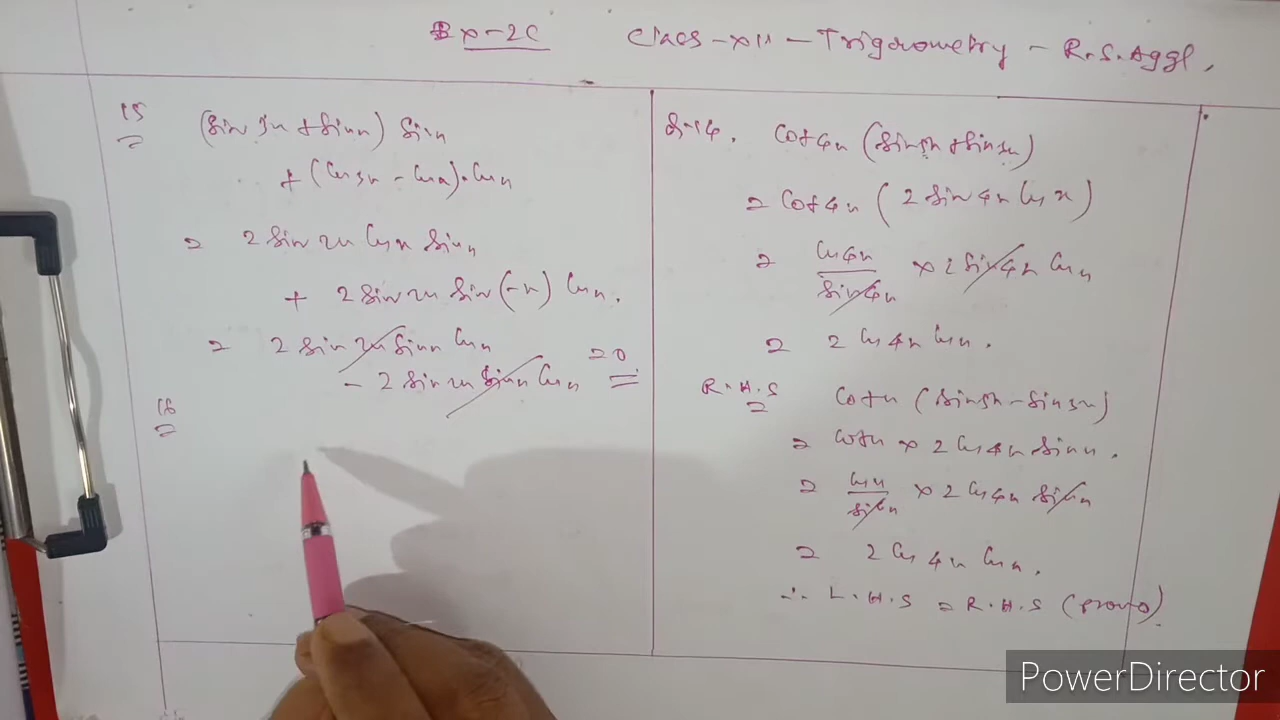 Ex-2C Class-XII-Trigonometry-R.S.Aggl,
15 (sin 3x + sin x) sin x
+ (cos 3x - cos x) · cos x
= 2 sin 2x cos x sin x
+ 2 sin 2x sin (-x) cos x.
= 2 sin 2x sin x cos x
- 2 sin 2x sin x cos x = 0
16
Q-14. cot 4x (sin 5x + sin 3x)
= cot 4x (2 sin 4x cos x)
= cos 4x / sin 4x × 2 sin 4x cos x
= 2 cos 4x cos x.
R.H.S cot x (sin 5x - sin 3x)
= cot x × 2 cos 4x sin x.
= cos x / sin x × 2 cos 4x sin x
= 2 cos 4x cos x.
∴ L.H.S = R.H.S
PowerDirector